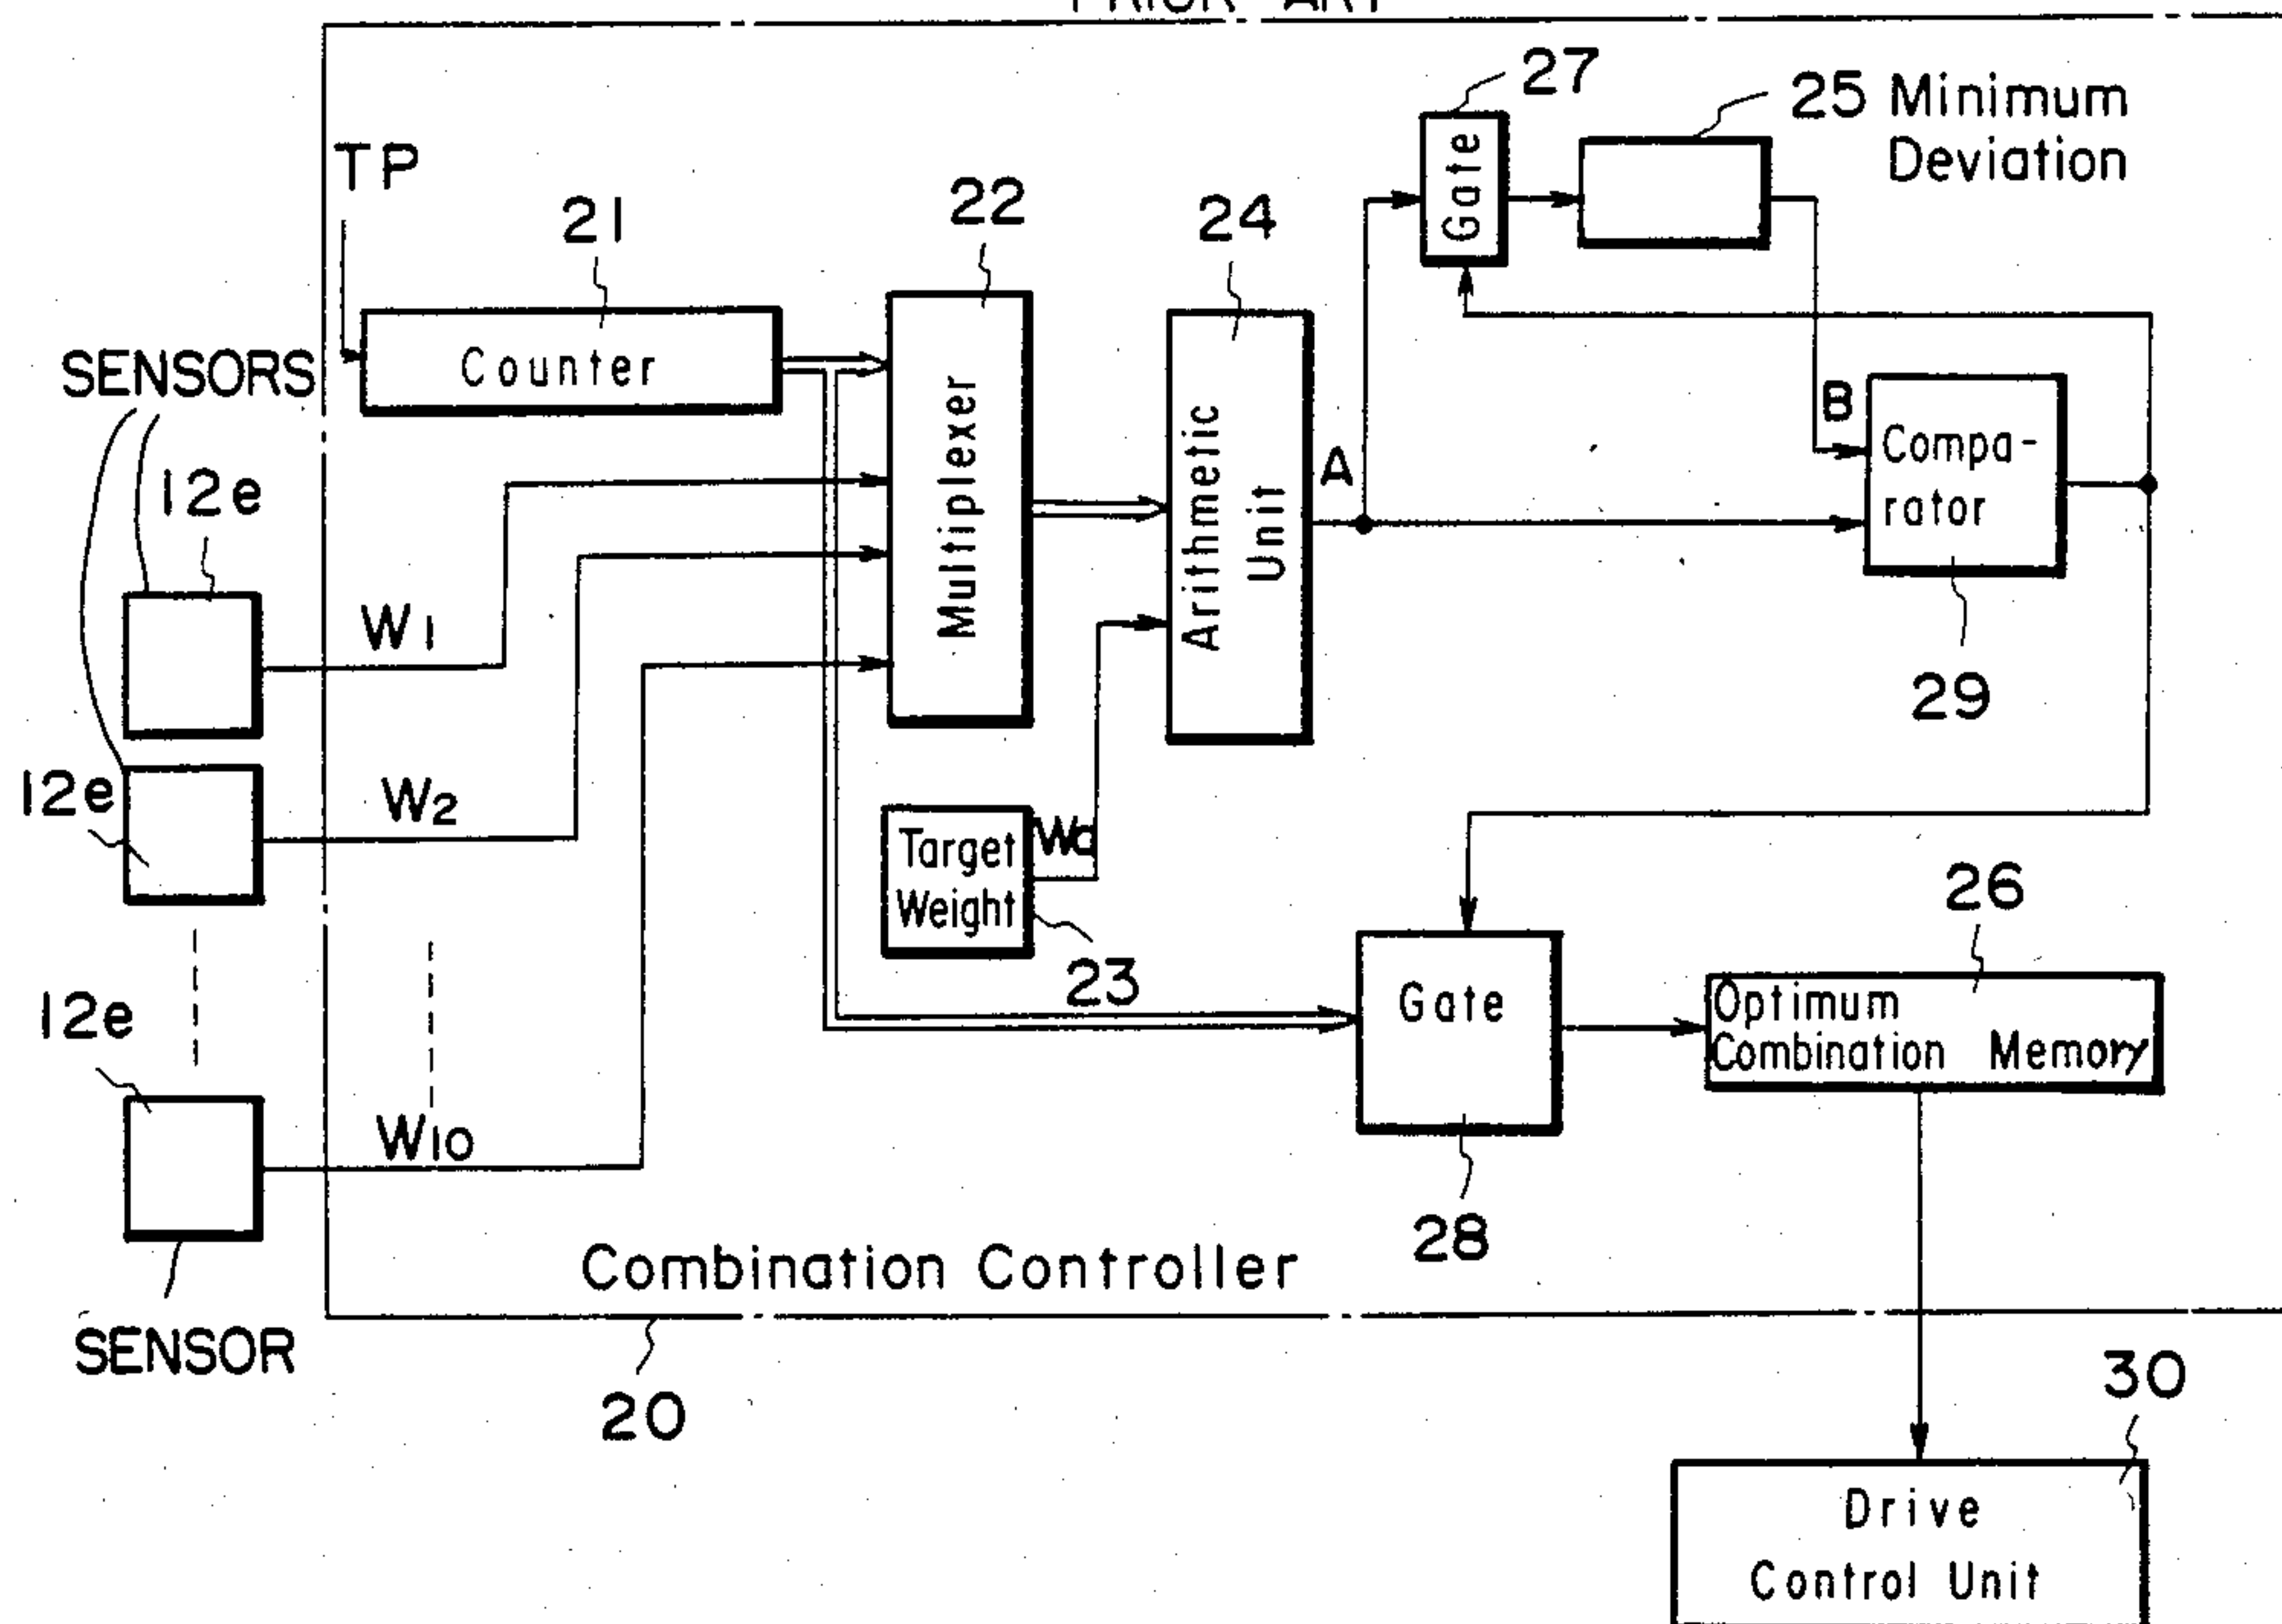 PRIOR ART
27
25 Minimum
Deviation
TP
21
22
24
Gate
SENSORS
Counter
Multiplexer
Arithmetic
Unit
A
B
Compa-
rator
12e
W1
29
12e
W2
Target
Weight
Wa
23
26
12e
Gate
Optimum
Combination Memory
W10
28
Combination Controller
SENSOR
20
30
Drive
Control Unit